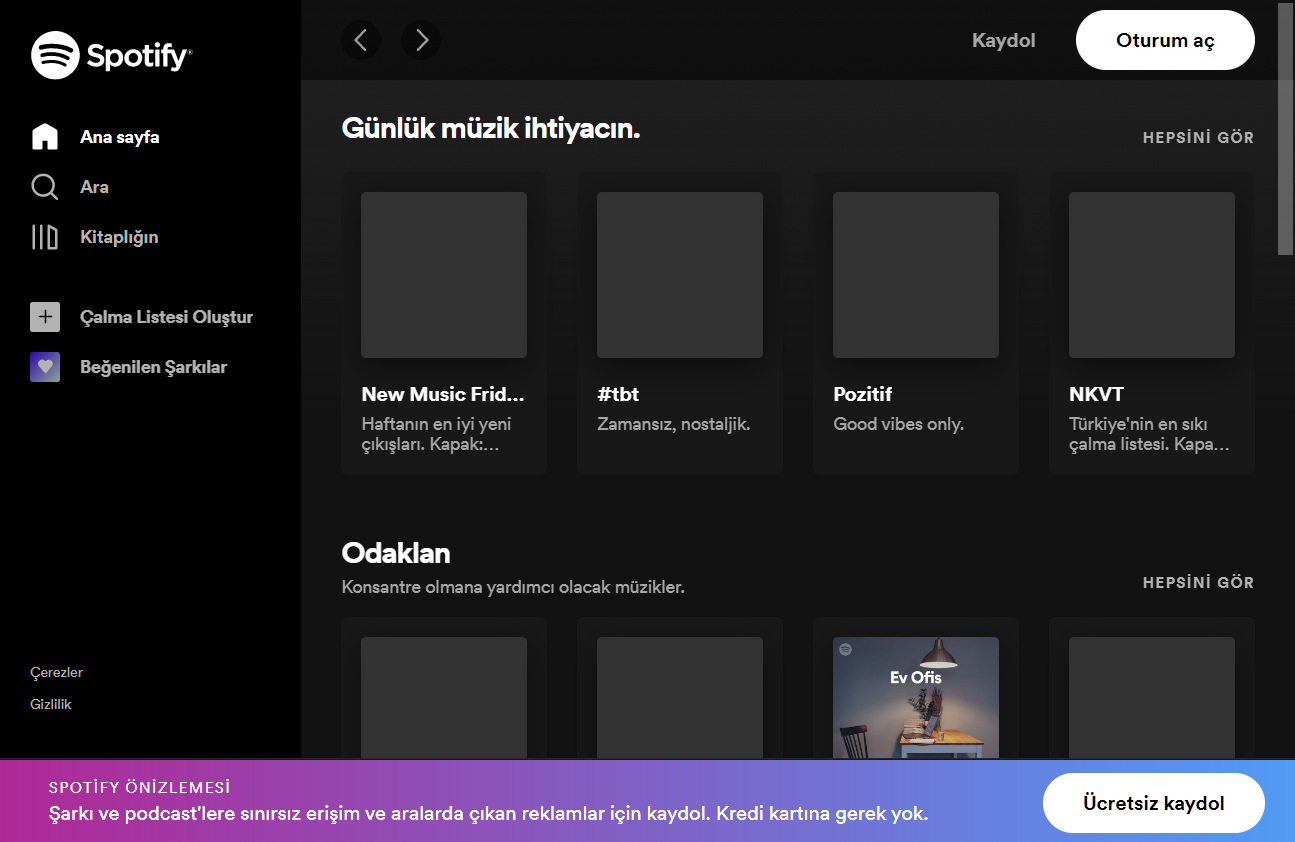 Spotify
Ana sayfa
Ara
Kitaplığın
Çalma Listesi Oluştur
Beğenilen Şarkılar
Çerezler
Gizlilik
Kaydol
Oturum aç
Günlük müzik ihtiyacın.
HEPSİNİ GÖR
New Music Frid...
Haftanın en iyi yeni
çıkışları. Kapak:...
#tbt
Zamansız, nostaljik.
Pozitif
Good vibes only.
NKVT
Türkiye'nin en sıkı
çalma listesi. Kapa...
Odaklan
Konsantre olmana yardımcı olacak müzikler.
HEPSİNİ GÖR
Ev Ofis
SPOTİFY ÖNİZLEMESİ
Şarkı ve podcast'lere sınırsız erişim ve aralarda çıkan reklamlar için kaydol. Kredi kartına gerek yok.
Ücretsiz kaydol